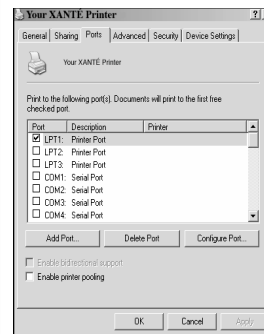 Your XANTÉ Printer ?
General Sharing Ports Advanced Security Device Settings
Your XANTÉ Printer
Print to the following port(s). Documents will print to the first free
checked port.
Port Description Printer
LPT1: Printer Port
LPT2: Printer Port
LPT3: Printer Port
COM1: Serial Port
COM2: Serial Port
COM3: Serial Port
COM4: Serial Port
Add Port... Delete Port Configure Port...
Enable bidirectional support
Enable printer pooling
OK Cancel Apply